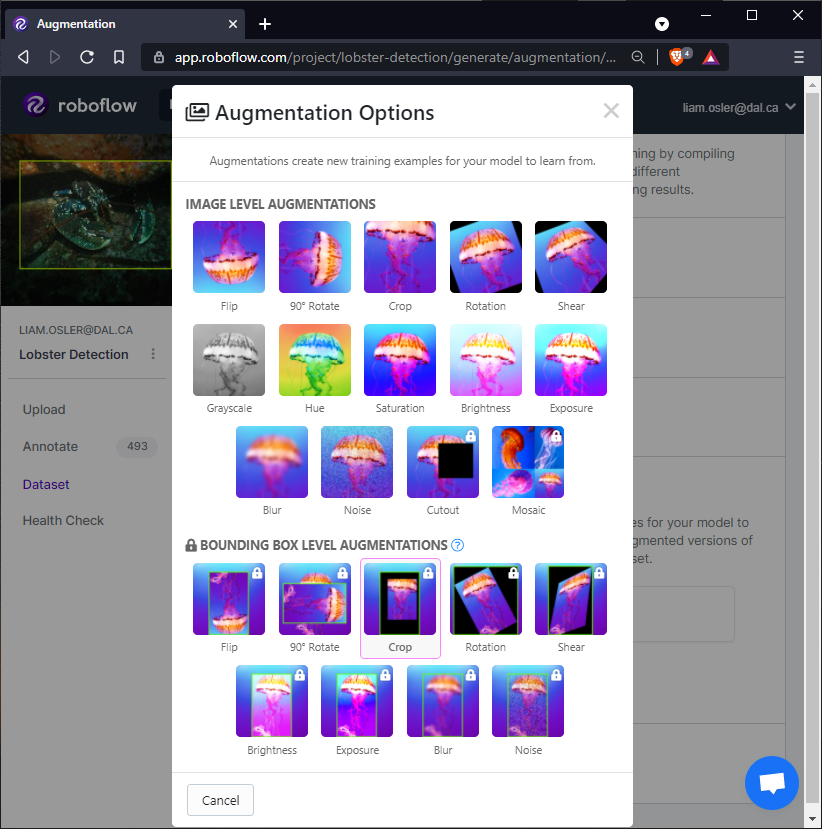 Augmentation
app.roboflow.com/project/lobster-detection/generate/augmentation/...
4
roboflow
liam.osler@dal.ca
Augmentation Options
Augmentations create new training examples for your model to learn from.
ning by compiling
different
ng results.
IMAGE LEVEL AUGMENTATIONS
Flip
90° Rotate
Crop
Rotation
Shear
LIAM.OSLER@DAL.CA
Lobster Detection
Grayscale
Hue
Saturation
Brightness
Exposure
Upload
Annotate
493
Dataset
Health Check
Blur
Noise
Cutout
Mosaic
es for your model to
gmented versions of
set.
BOUNDING BOX LEVEL AUGMENTATIONS ?
Flip
90° Rotate
Crop
Rotation
Shear
Brightness
Exposure
Blur
Noise
Cancel